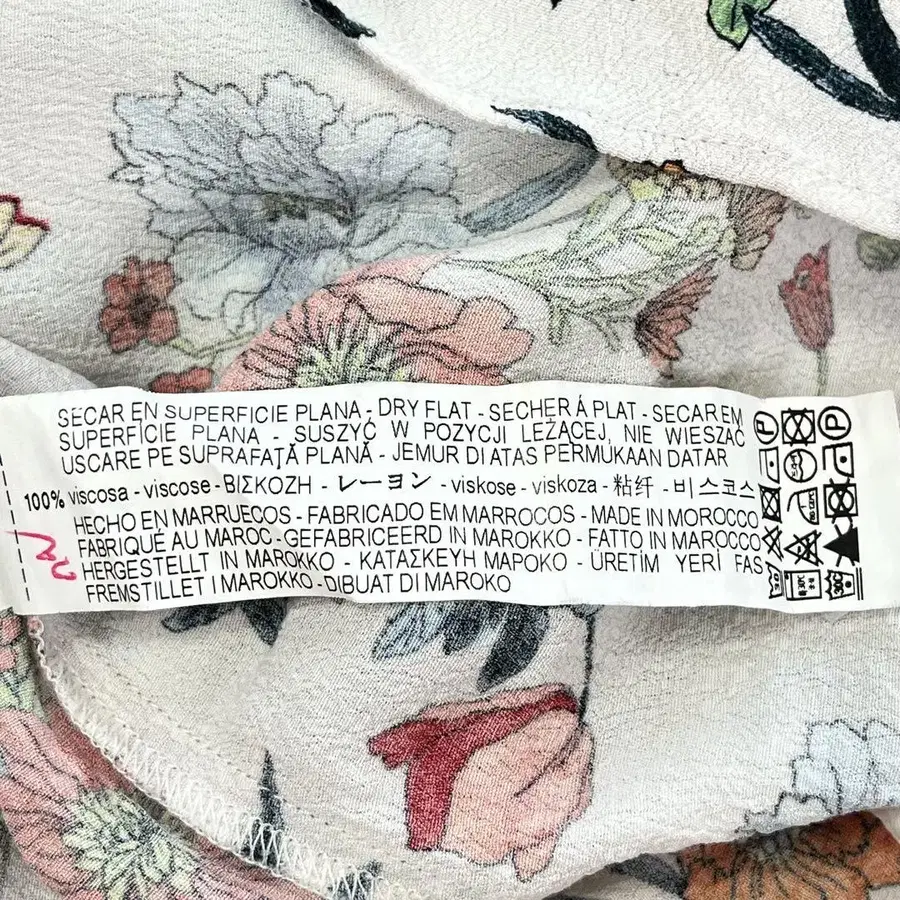 SECAR EN SUPERFICIE PLANA - DRY FLAT - SECHER À PLAT - SECAR EM
SUPERFÍCIE PLANA - SUSZYĆ W POZYCJI LEŻĄCEJ, NIE WIESZAĆ
USCARE PE SUPRAFAŢĂ PLANĂ - JEMUR DI ATAS PERMUKAAN DATAR
100% viscosa - viscose - ΒΙΣΚΟΖΗ - レーヨン - viskose - viskoza - 粘纤 - 비스코스
HECHO EN MARRUECOS - FABRICADO EM MARROCOS - MADE IN MOROCCO
FABRIQUÉ AU MAROC - GEFABRICEERD IN MAROKKO - FATTO IN MAROCCO
HERGESTELLT IN MAROKKO - ΚΑΤΑΣΚΕΥΗ ΜΑΡΟΚΟ - ÜRETİM YERİ FAS
FREMSTILLET I MAROKKO - DIBUAT DI MAROKO